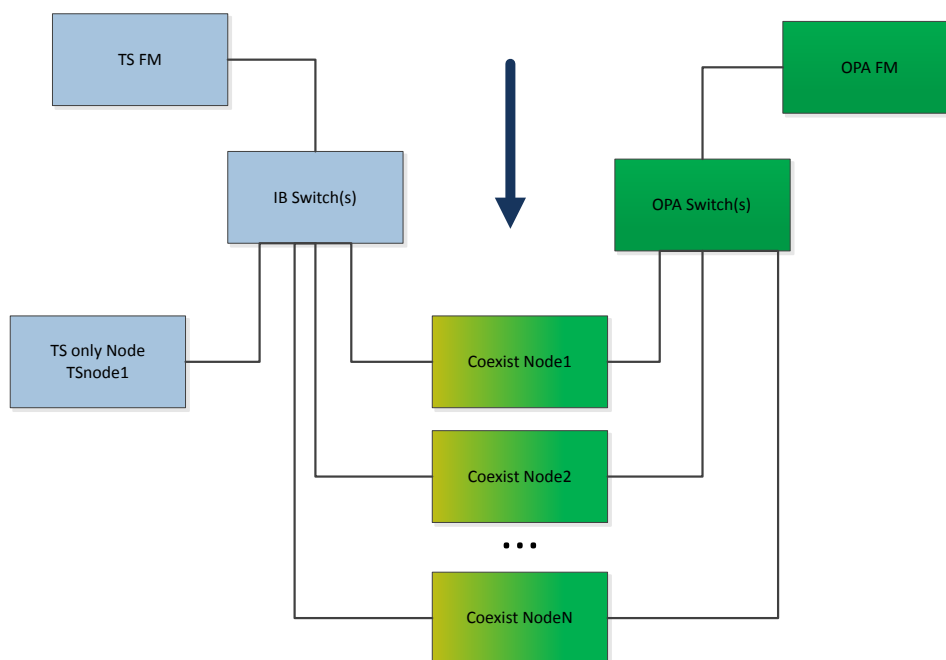 TS FM
OPA FM
IB Switch(s)
OPA Switch(s)
TS only Node
TSnode1
Coexist Node1
Coexist Node2
...
Coexist NodeN